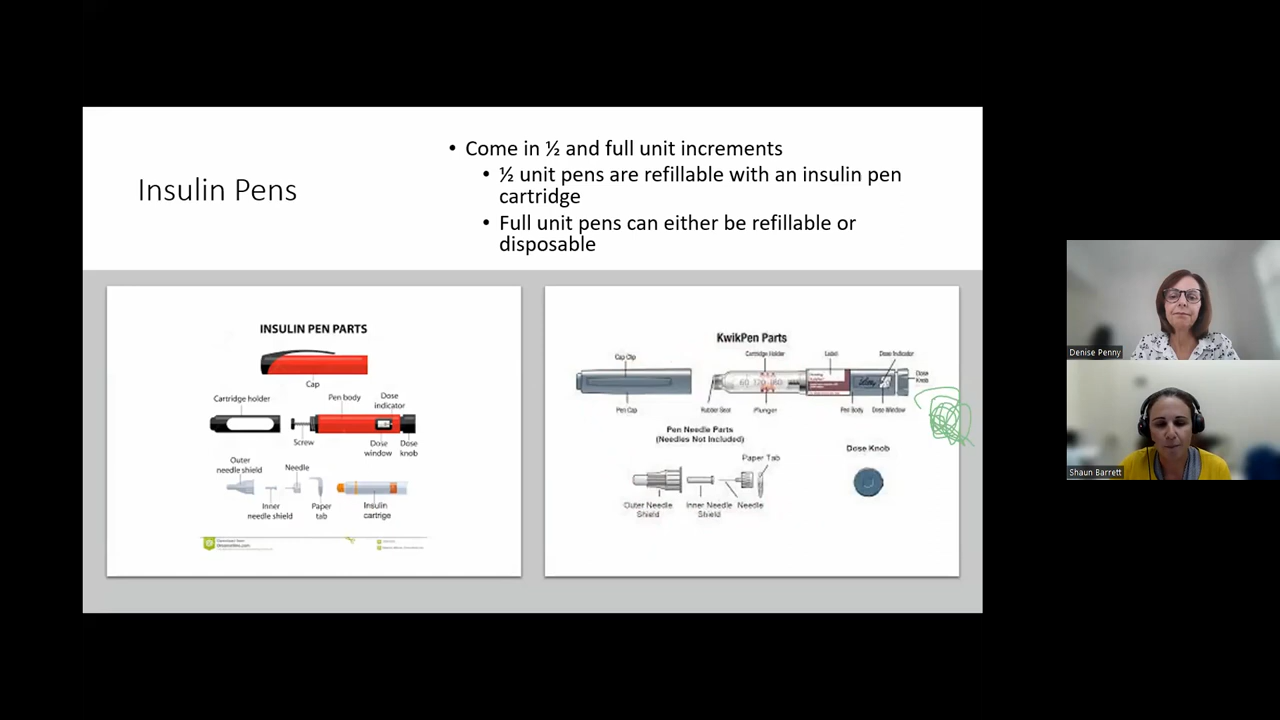 Insulin Pens
• Come in ½ and full unit increments
• ½ unit pens are refillable with an insulin pen
cartridge
• Full unit pens can either be refillable or
disposable
INSULIN PEN PARTS
Cap
Cartridge holder
Pen body
Dose
indicator
Screw
Dose
window
Dose
knob
Outer
needle shield
Needle
Inner
needle shield
Paper
tab
Insulin
cartrige
KwikPen Parts
Cap Clip
Cartridge Holder
Label
Dose Indicator
Dose
Knob
60 120 180
Lilly
Pen Cap
Rubber Seal
Plunger
Pen Body
Dose Window
Pen Needle Parts
(Needles Not Included)
Paper Tab
Dose Knob
Outer Needle
Shield
Inner Needle
Shield
Needle
Denise Penny
Shaun Barrett